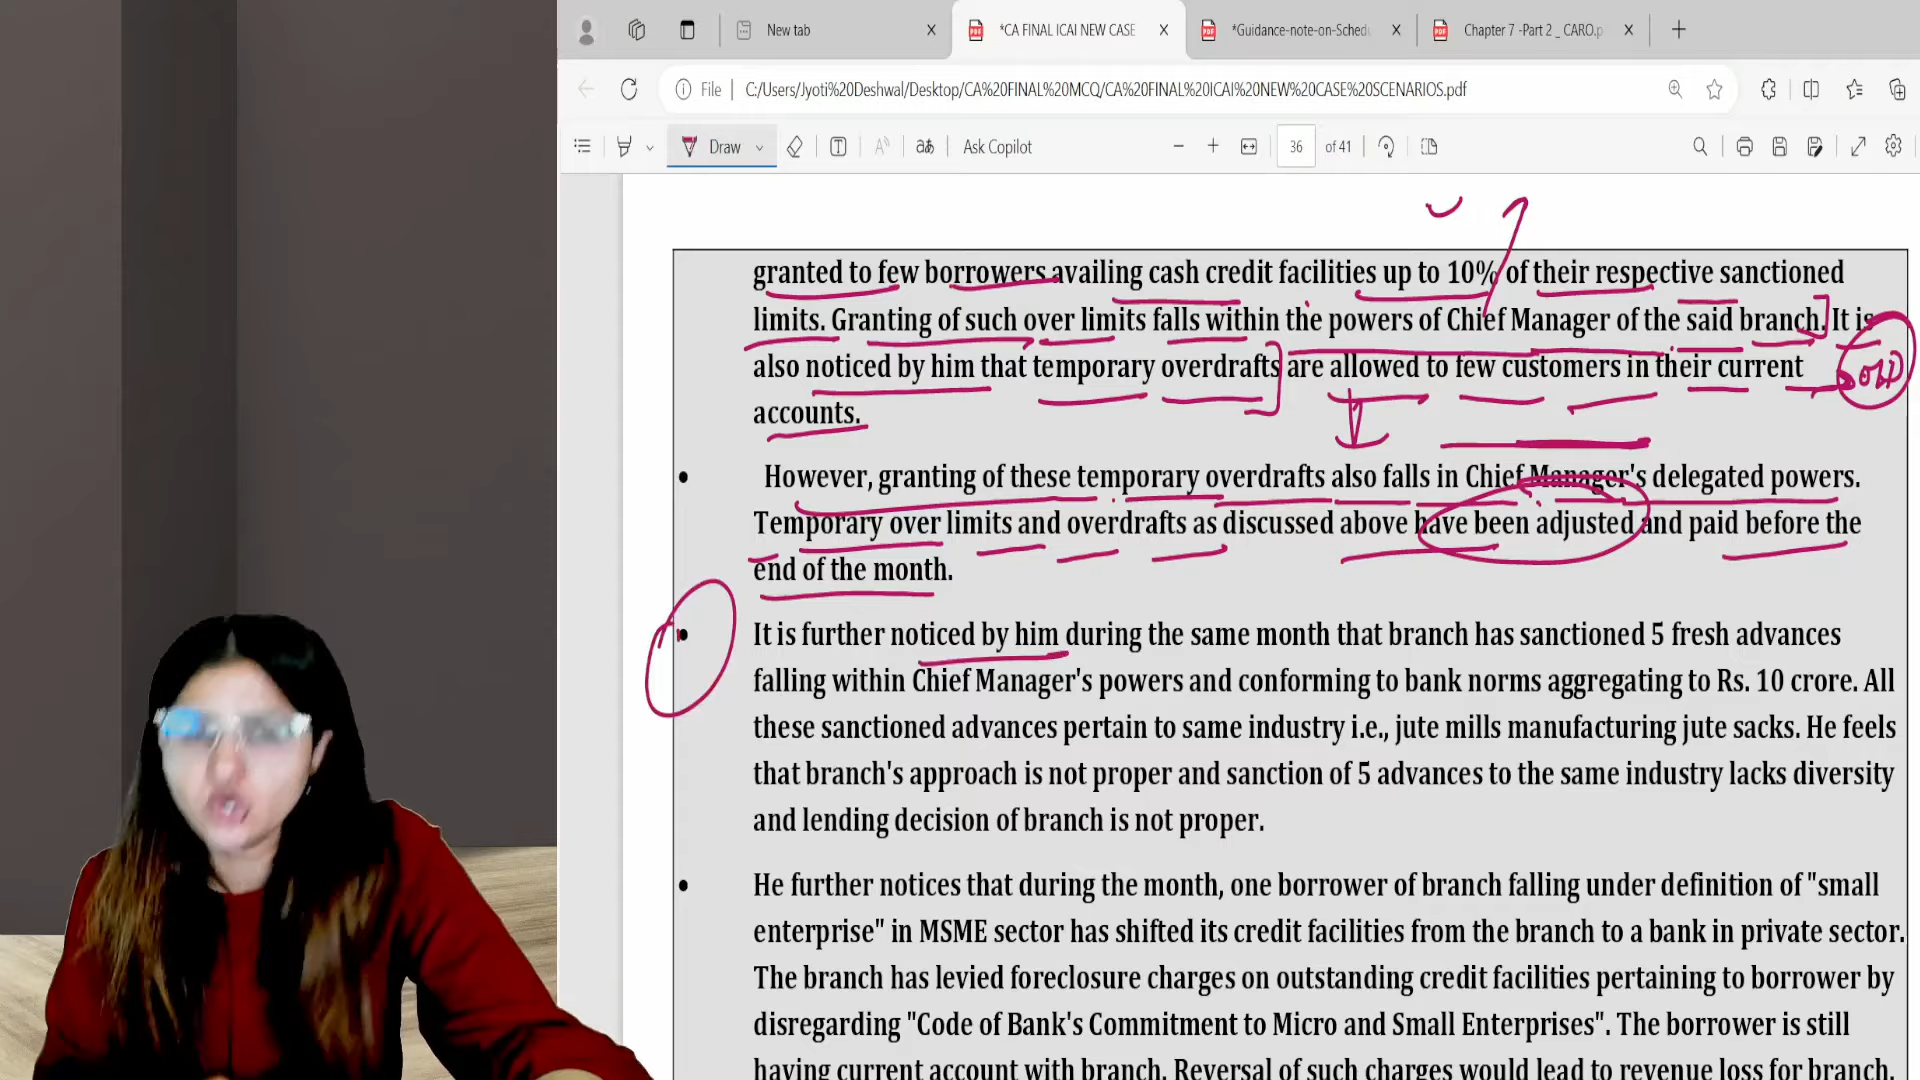 New tab
*CA FINAL ICAI NEW CASE
*Guidance-note-on-Schedu
Chapter 7 -Part 2 _ CARO.p
File
C:/Users/Jyoti%20Deshwal/Desktop/CA%20FINAL%20MCQ/CA%20FINAL%20ICAI%20NEW%20CASE%20SCENARIOS.pdf
Draw
Ask Copilot
36 of 41
granted to few borrowers availing cash credit facilities up to 10% of their respective sanctioned
limits. Granting of such over limits falls within the powers of Chief Manager of the said branch. It is
also noticed by him that temporary overdrafts are allowed to few customers in their current
accounts.
OD
However, granting of these temporary overdrafts also falls in Chief Manager's delegated powers.
Temporary over limits and overdrafts as discussed above have been adjusted and paid before the
end of the month.
It is further noticed by him during the same month that branch has sanctioned 5 fresh advances
falling within Chief Manager's powers and conforming to bank norms aggregating to Rs. 10 crore. All
these sanctioned advances pertain to same industry i.e., jute mills manufacturing jute sacks. He feels
that branch's approach is not proper and sanction of 5 advances to the same industry lacks diversity
and lending decision of branch is not proper.
He further notices that during the month, one borrower of branch falling under definition of "small
enterprise" in MSME sector has shifted its credit facilities from the branch to a bank in private sector.
The branch has levied foreclosure charges on outstanding credit facilities pertaining to borrower by
disregarding "Code of Bank's Commitment to Micro and Small Enterprises". The borrower is still
having current account with branch. Reversal of such charges would lead to revenue loss for branch.